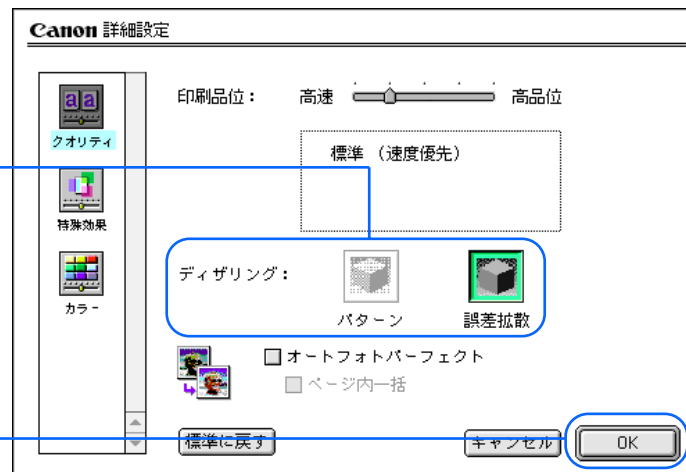 Canon 詳細設定
aa
クオリティ
特殊効果
カラー
印刷品位： 高速 高品位
標準 （速度優先）
ディザリング：
パターン 誤差拡散
オートフォトパーフェクト
ページ内一括
標準に戻す キャンセル OK